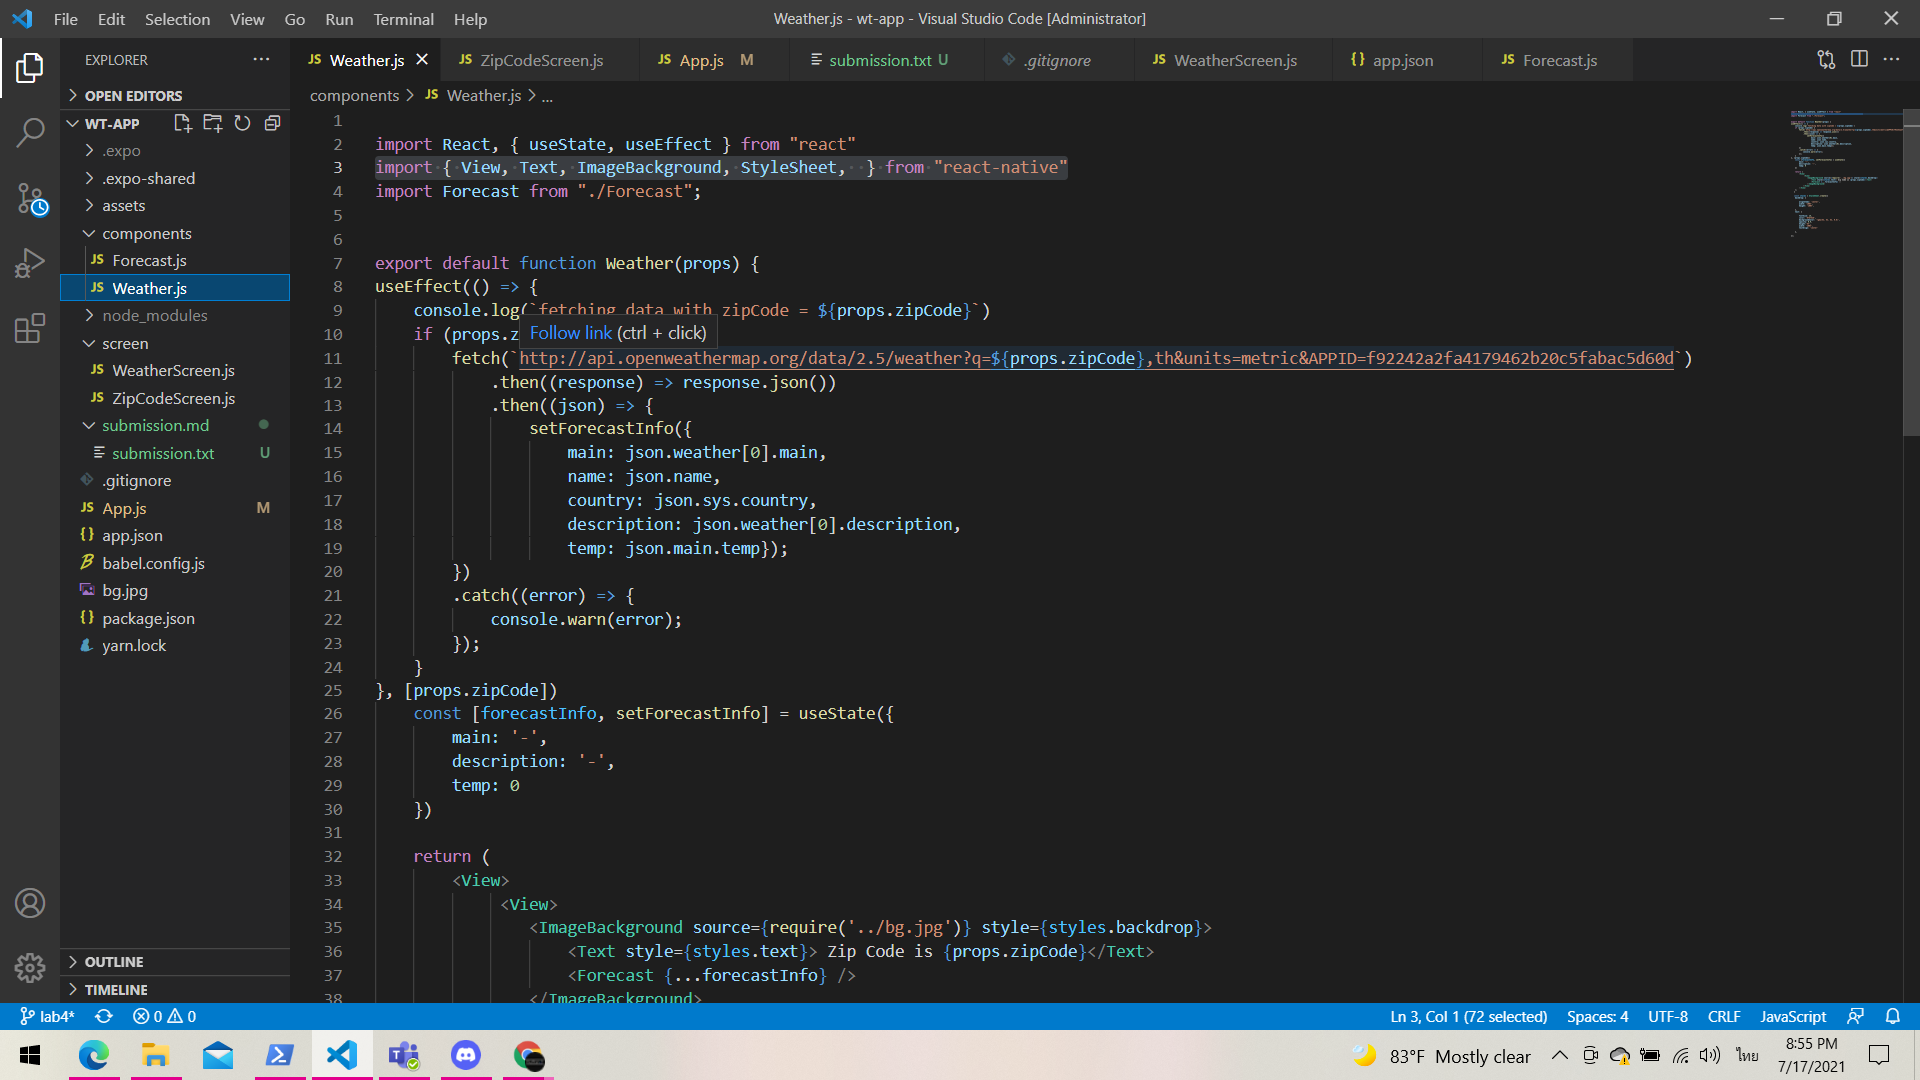 File Edit Selection View Go Run Terminal Help
Weather.js - wt-app - Visual Studio Code [Administrator]
EXPLORER
OPEN EDITORS
WT-APP
.expo
.expo-shared
assets
components
JS Forecast.js
JS Weather.js
node_modules
screen
JS WeatherScreen.js
JS ZipCodeScreen.js
submission.md
submission.txt U
.gitignore
JS App.js M
{} app.json
babel.config.js
bg.jpg
{} package.json
yarn.lock
OUTLINE
TIMELINE
JS Weather.js JS ZipCodeScreen.js JS App.js M submission.txt U .gitignore JS WeatherScreen.js {} app.json JS Forecast.js
components > JS Weather.js > ...
1
2 import React, { useState, useEffect } from "react"
3 import { View, Text, ImageBackground, StyleSheet, } from "react-native"
4 import Forecast from "./Forecast";
5
6
7 export default function Weather(props) {
8 useEffect(() => {
9 console.log(`fetching data with zipCode = ${props.zipCode}`)
10 if (props.z
Follow link (ctrl + click)
11 fetch(`http://api.openweathermap.org/data/2.5/weather?q=${props.zipCode},th&units=metric&APPID=f92242a2fa4179462b20c5fabac5d60d`)
12 .then((response) => response.json())
13 .then((json) => {
14 setForecastInfo({
15 main: json.weather[0].main,
16 name: json.name,
17 country: json.sys.country,
18 description: json.weather[0].description,
19 temp: json.main.temp});
20 })
21 .catch((error) => {
22 console.warn(error);
23 });
24 }
25 }, [props.zipCode])
26 const [forecastInfo, setForecastInfo] = useState({
27 main: '-',
28 description: '-',
29 temp: 0
30 })
31
32 return (
33 <View>
34 <View>
35 <ImageBackground source={require('../bg.jpg')} style={styles.backdrop}>
36 <Text style={styles.text}> Zip Code is {props.zipCode}</Text>
37 <Forecast {...forecastInfo} />
38 </ImageBackground>
lab4* 0 0
Ln 3, Col 1 (72 selected) Spaces: 4 UTF-8 CRLF JavaScript
83°F Mostly clear ไทย
8:55 PM
7/17/2021